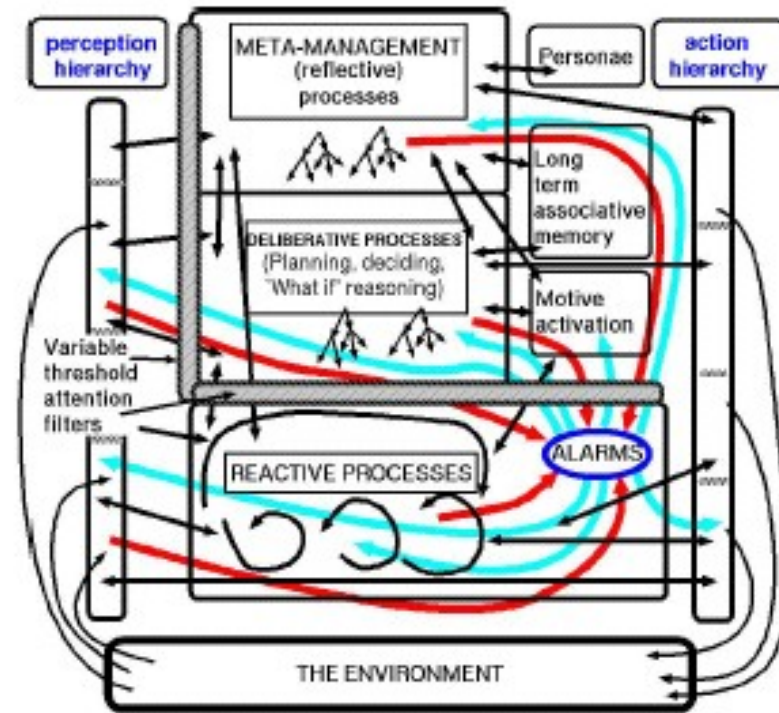 perception
hierarchy
META-MANAGEMENT
(reflective)
processes
Personae
action
hierarchy
Long
term
associative
memory
DELIBERATIVE PROCESSES
(Planning, deciding,
"What if" reasoning)
Motive
activation
Variable
threshold
attention
filters
REACTIVE PROCESSES
ALARMS
THE ENVIRONMENT